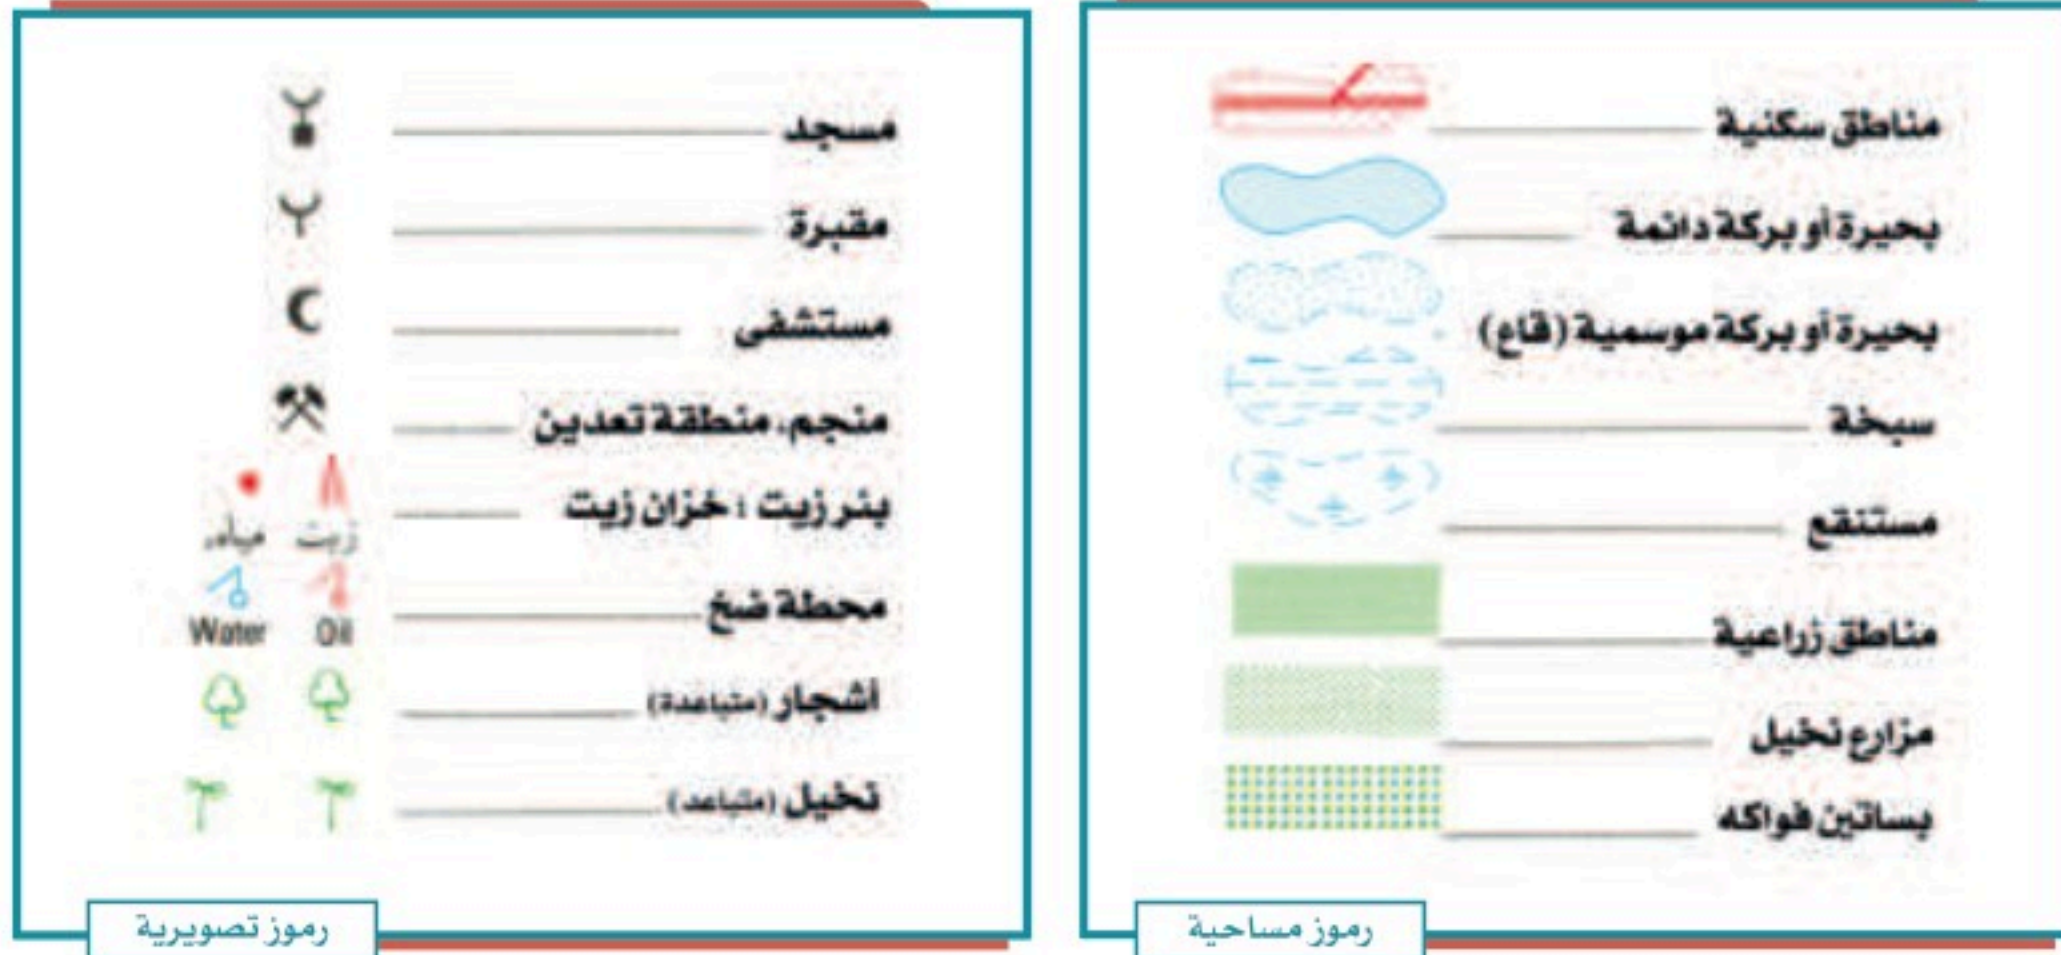 مناطق سكنية
بحيرة أو بركة دائمة
بحيرة أو بركة موسمية (قاع)
سبخة
مستنقع
مناطق زراعية
مزارع نخيل
بساتين فواكه
رموز مساحية
مسجد
مقبرة
مستشفى
منجم، منطقة تعدين
بئر زيت ؛ خزان زيت
زيت مياه
محطة ضخ
Water Oil
أشجار (متباعدة)
نخيل (متباعد)
رموز تصويرية